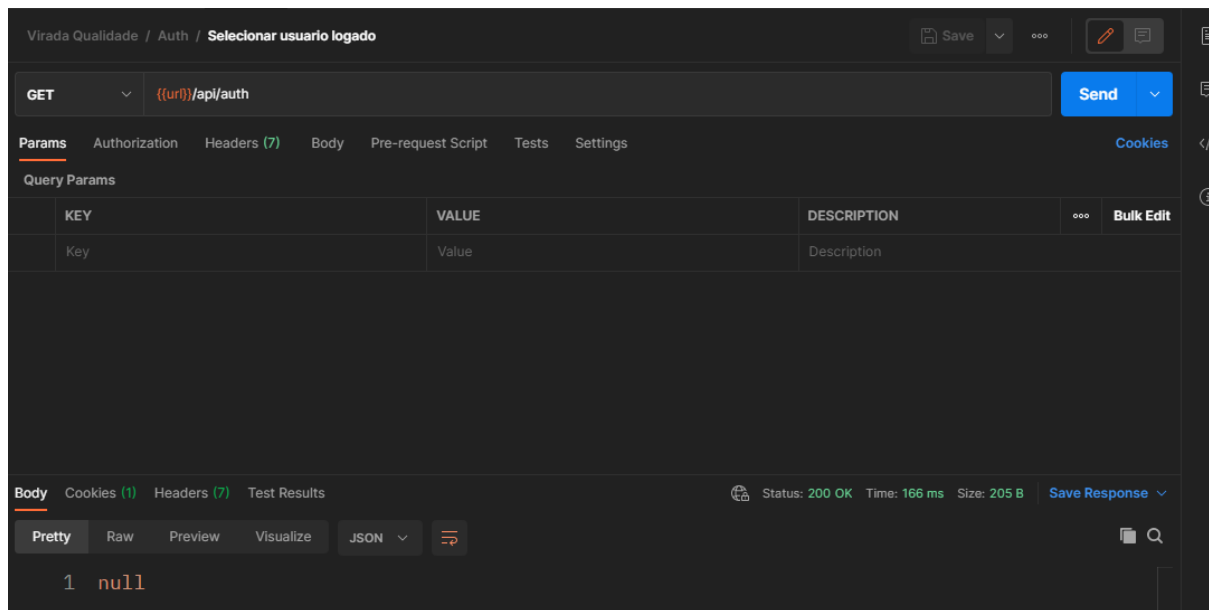 Virada Qualidade / Auth / Selecionar usuario logado Save
GET {{url}}/api/auth Send
Params Authorization Headers (7) Body Pre-request Script Tests Settings Cookies
Query Params
KEY VALUE DESCRIPTION Bulk Edit
Key Value Description
Body Cookies (1) Headers (7) Test Results Status: 200 OK Time: 166 ms Size: 205 B Save Response
Pretty Raw Preview Visualize JSON
1 null